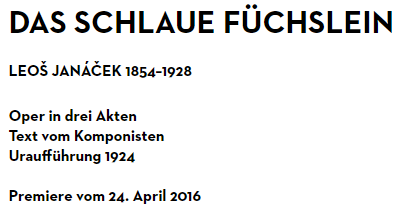 DAS SCHLAUE FÜCHSLEIN
LEOŠ JANÁČEK 1854–1928
Oper in drei Akten
Text vom Komponisten
Uraufführung 1924
Premiere vom 24. April 2016